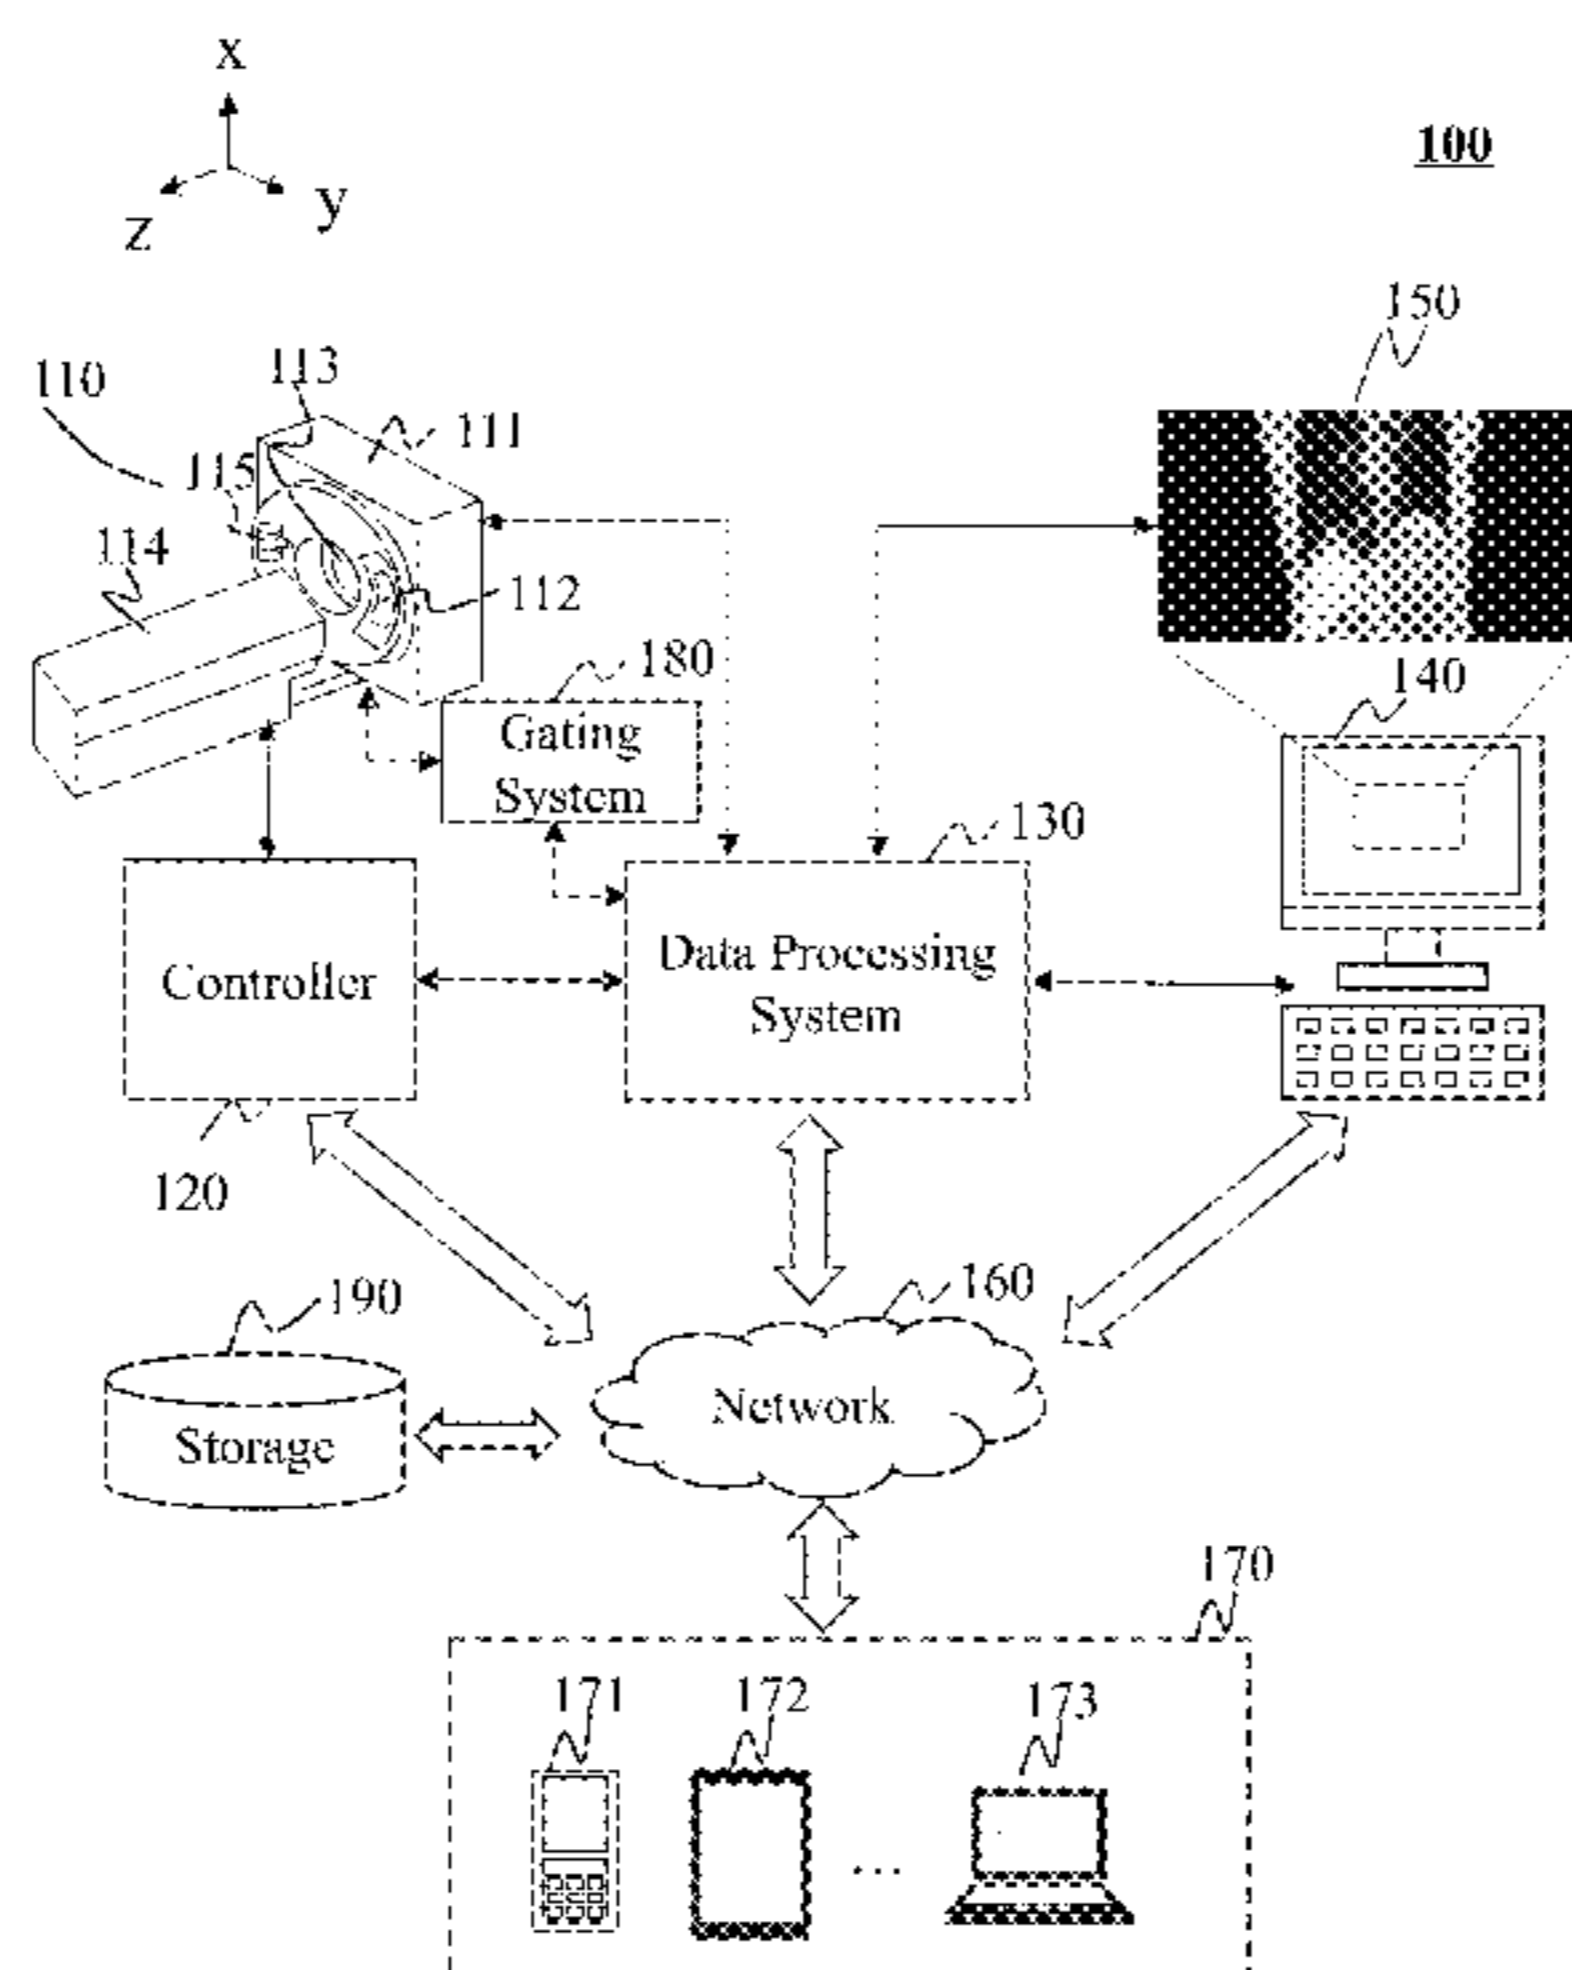 x
100
z
y
150
113
110
111
115
114
112
180
140
Gating
System
130
Controller
Data Processing
System
120
160
190
Network
Storage
170
171
172
173
...